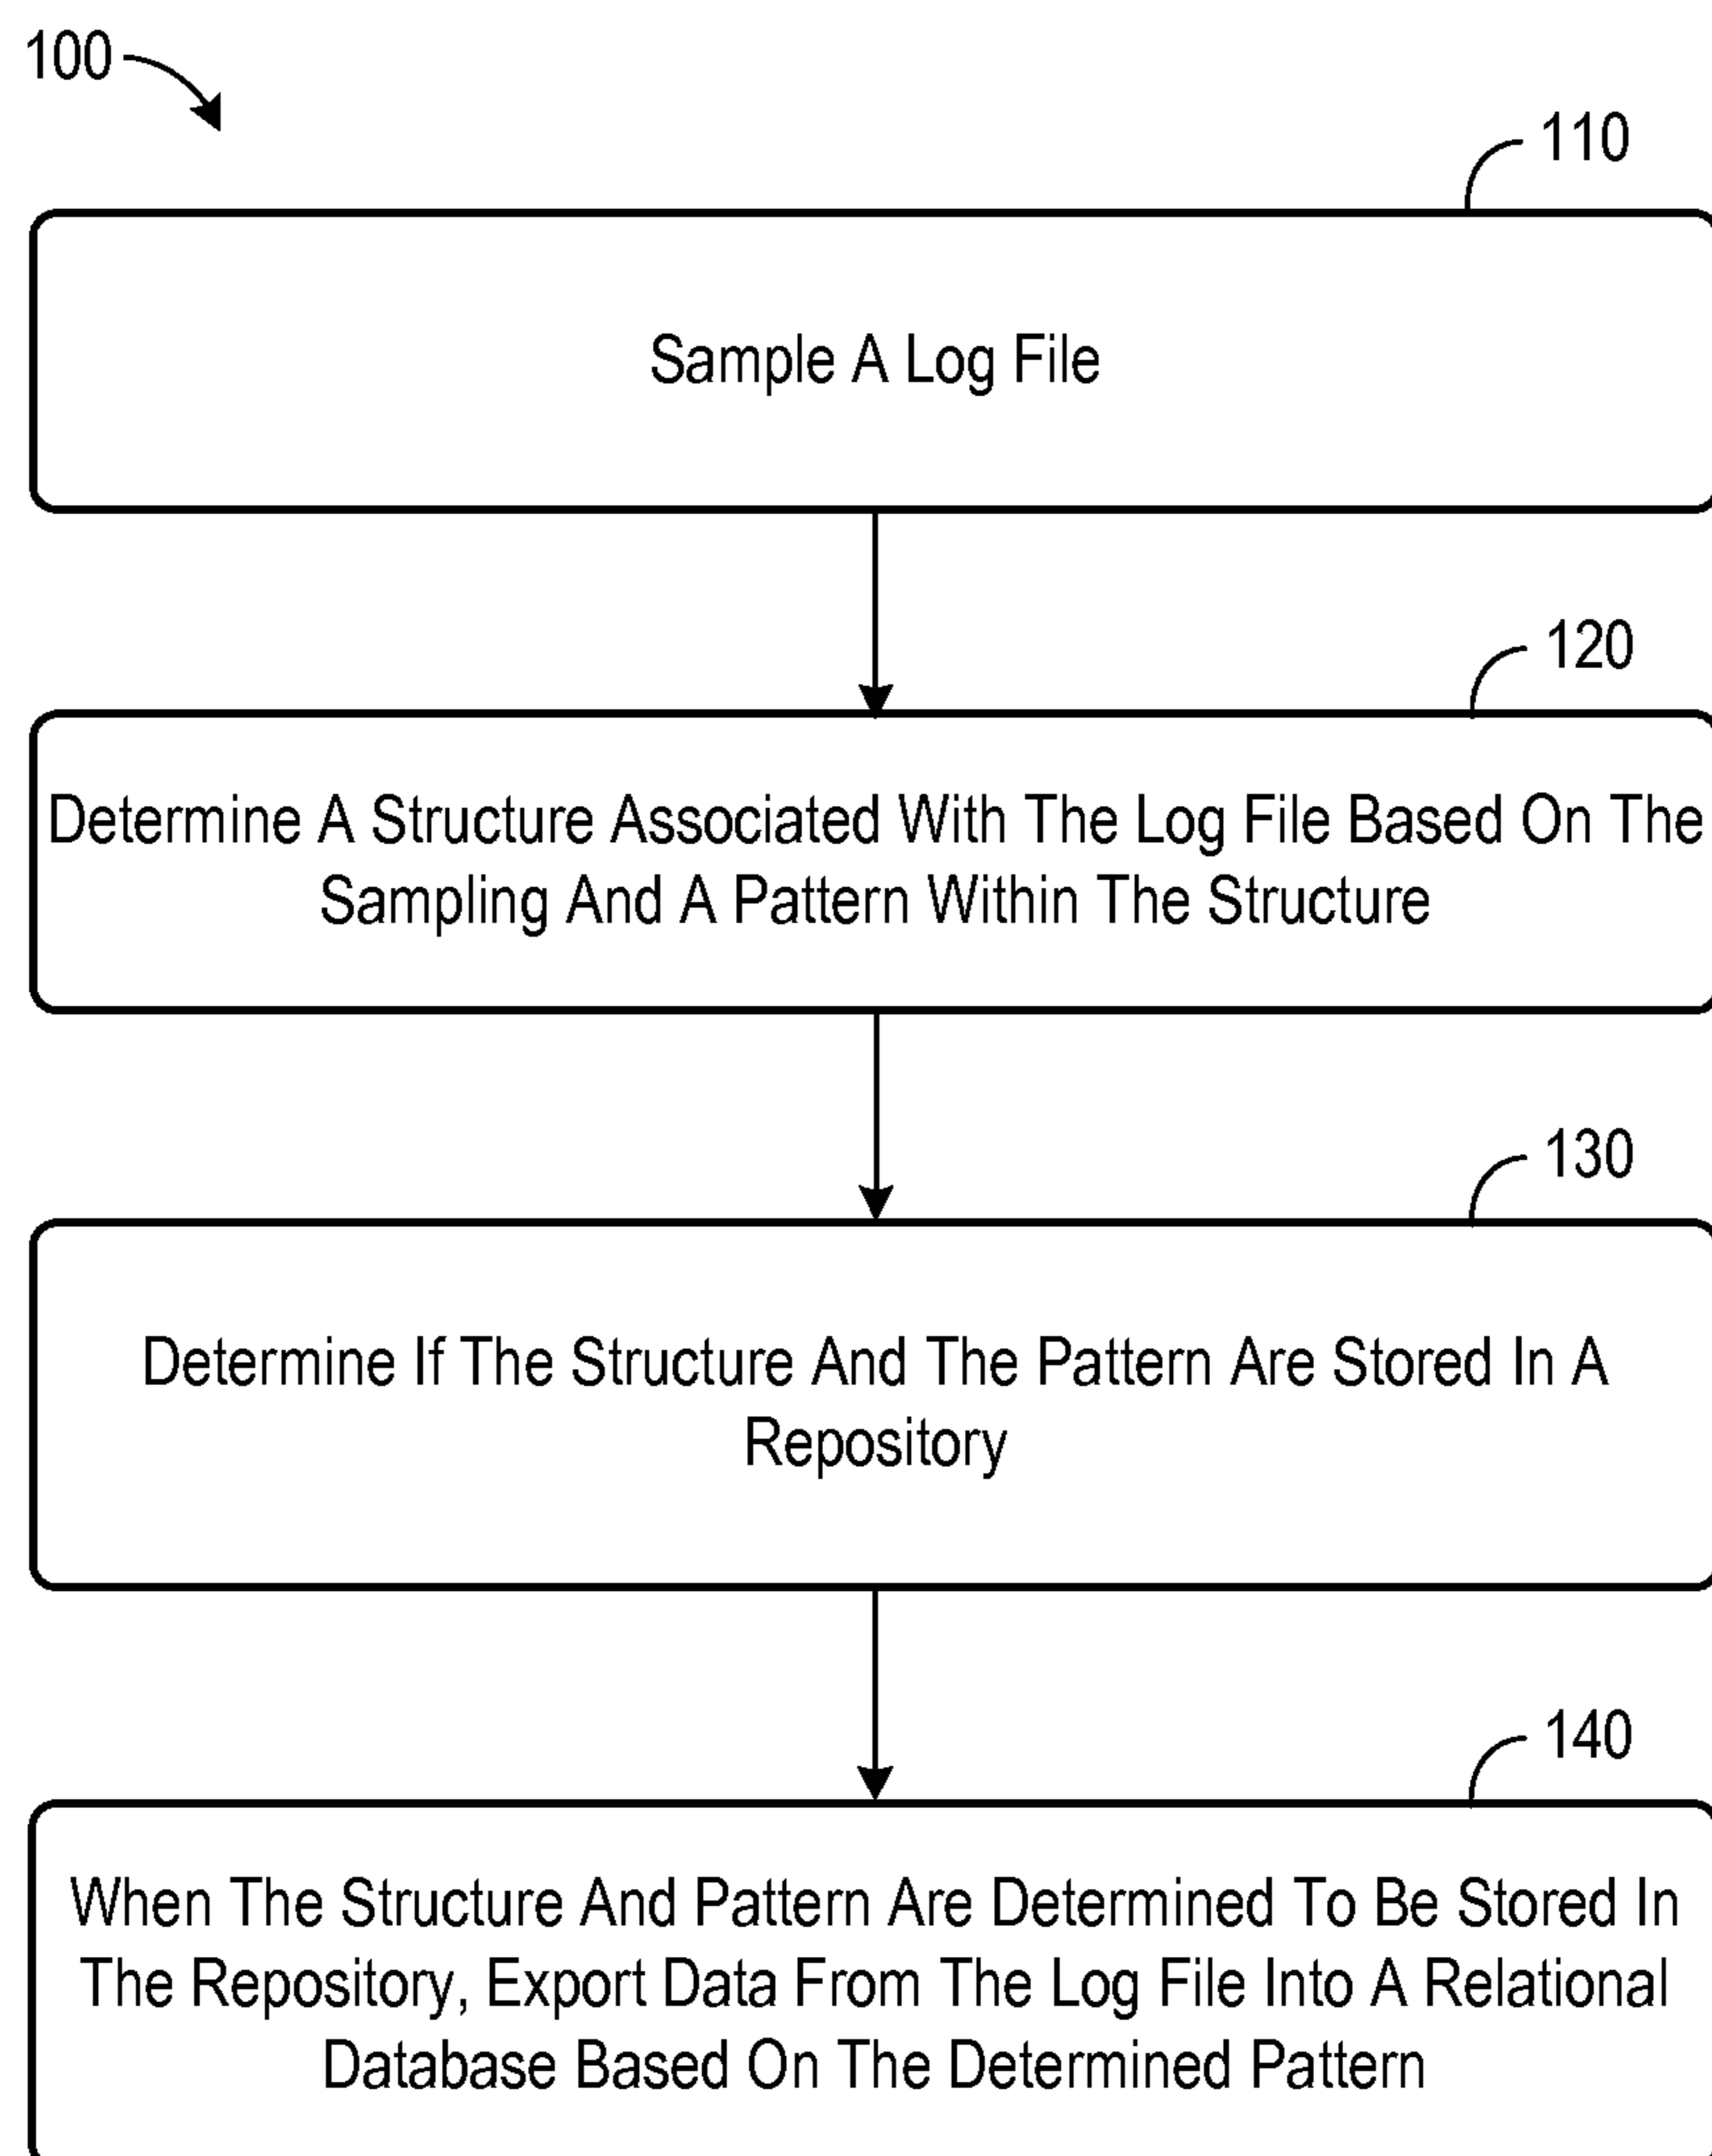 100
110
Sample A Log File
120
Determine A Structure Associated With The Log File Based On The
Sampling And A Pattern Within The Structure
130
Determine If The Structure And The Pattern Are Stored In A
Repository
140
When The Structure And Pattern Are Determined To Be Stored In
The Repository, Export Data From The Log File Into A Relational
Database Based On The Determined Pattern